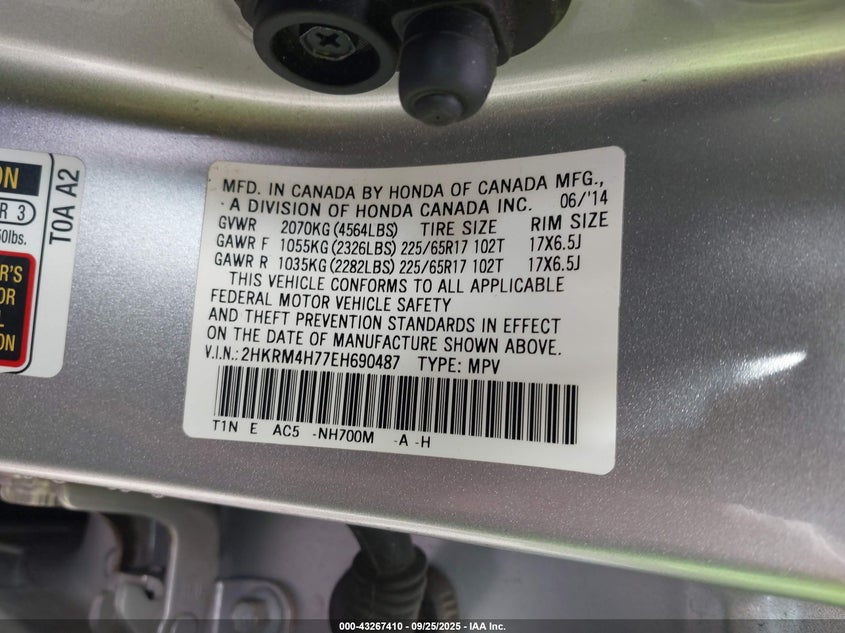 ON
R 3
50lbs.
R'S
OR
L
T0A A2
MFD. IN CANADA BY HONDA OF CANADA MFG.,
- A DIVISION OF HONDA CANADA INC. 06/'14
GVWR 2070KG (4564LBS) TIRE SIZE RIM SIZE
GAWR F 1055KG (2326LBS) 225/65R17 102T 17X6.5J
GAWR R 1035KG (2282LBS) 225/65R17 102T 17X6.5J
THIS VEHICLE CONFORMS TO ALL APPLICABLE
FEDERAL MOTOR VEHICLE SAFETY
AND THEFT PREVENTION STANDARDS IN EFFECT
ON THE DATE OF MANUFACTURE SHOWN ABOVE.
V.I.N.: 2HKRM4H77EH690487 TYPE: MPV
T1N E AC5 -NH700M -A -H
000-43267410 - 09/25/2025 - IAA Inc.